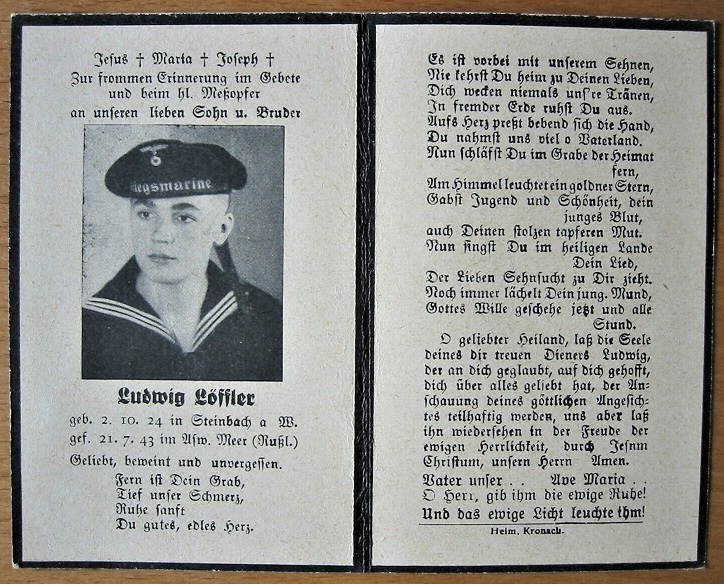 Jesus † Maria † Joseph †
Zur frommen Erinnerung im Gebete
und beim hl. Meßopfer
an unseren lieben Sohn u. Bruder
egsmarine
Ludwig Löffler
geb. 2. 10. 24 in Steinbach a W.
gef. 21. 7. 43 im Asw. Meer (Rußl.)
Geliebt, beweint und unvergessen.
Fern ist Dein Grab,
Tief unser Schmerz,
Ruhe sanft
Du gutes, edles Herz.
Es ist vorbei mit unserem Sehnen,
Nie kehrst Du heim zu Deinen Lieben,
Dich wecken niemals uns're Tränen,
In fremder Erde ruhst Du aus.
Aufs Herz preßt bebend sich die Hand,
Du nahmst uns viel o Vaterland.
Nun schläfst Du im Grabe der Heimat
fern,
Am Himmel leuchtet ein goldner Stern,
Gabst Jugend und Schönheit, dein
junges Blut,
auch Deinen stolzen tapferen Mut.
Nun singst Du im heiligen Lande
Dein Lied,
Der Lieben Sehnsucht zu Dir zieht.
Noch immer lächelt Dein jung. Mund,
Gottes Wille geschehe jetzt und alle
Stund.
O geliebter Heiland, laß die Seele
deines dir treuen Dieners Ludwig,
der an dich geglaubt, auf dich gehofft,
dich über alles geliebt hat, der An-
schauung deines göttlichen Angesich-
tes teilhaftig werden, uns aber laß
ihn wiedersehen in der Freude der
ewigen Herrlichkeit, durch Jesum
Christum, unsern Herrn Amen.
Vater unser . . Ave Maria . .
O Herr, gib ihm die ewige Ruhe!
Und das ewige Licht leuchte ihm!
Heim, Kronach.